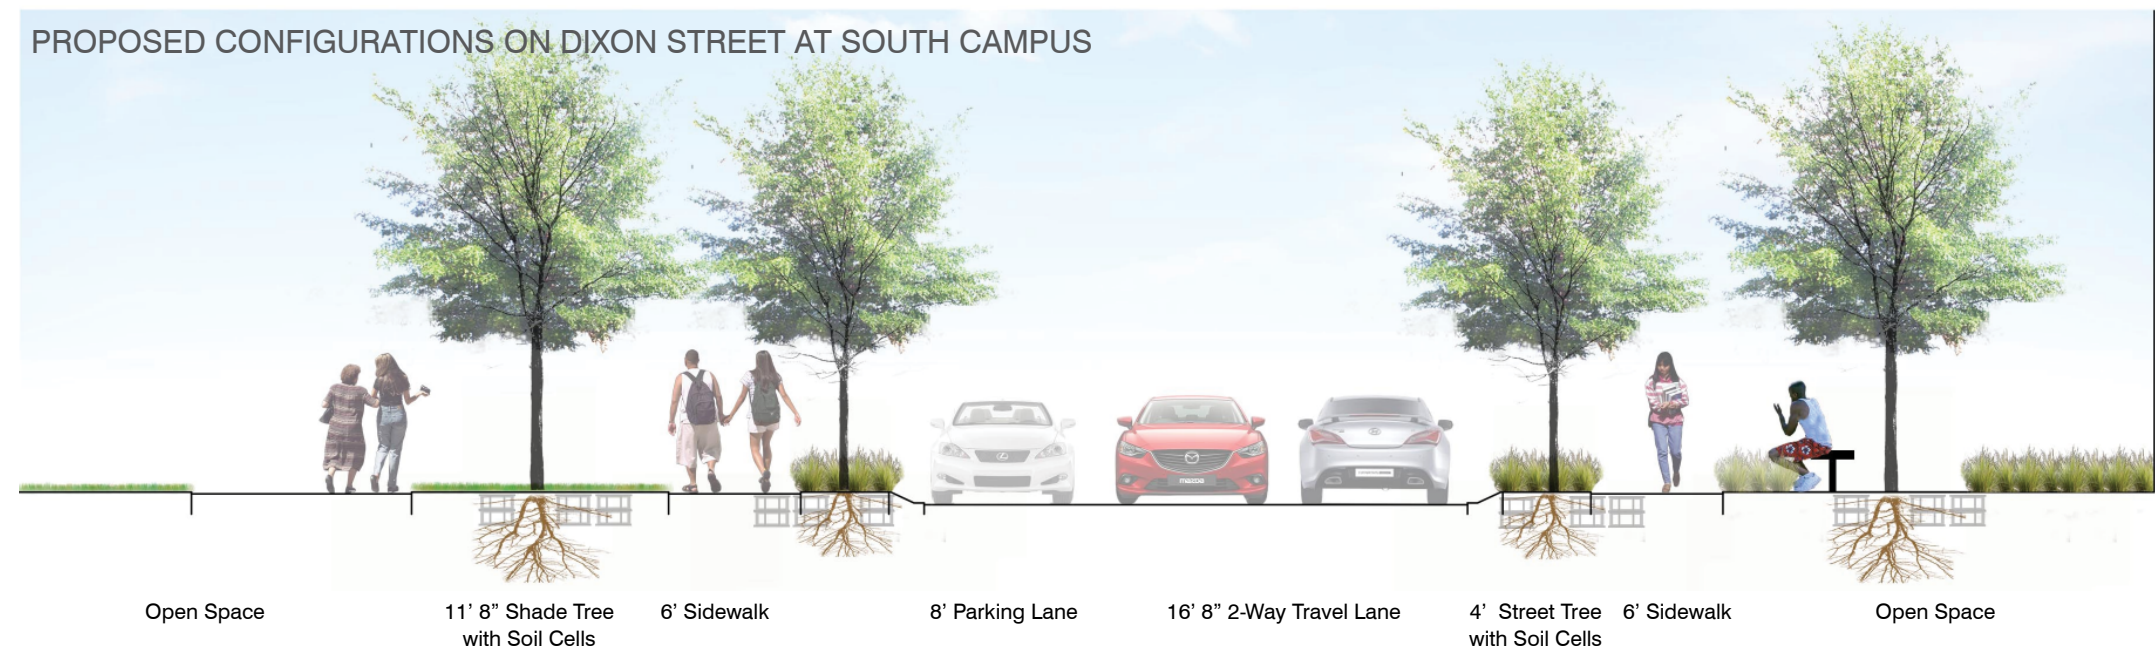 PROPOSED CONFIGURATIONS ON DIXON STREET AT SOUTH CAMPUS
mazda
Open Space
11’ 8” Shade Tree
with Soil Cells
6’ Sidewalk
8’ Parking Lane
16’ 8” 2-Way Travel Lane
4’ Street Tree
with Soil Cells
6’ Sidewalk
Open Space